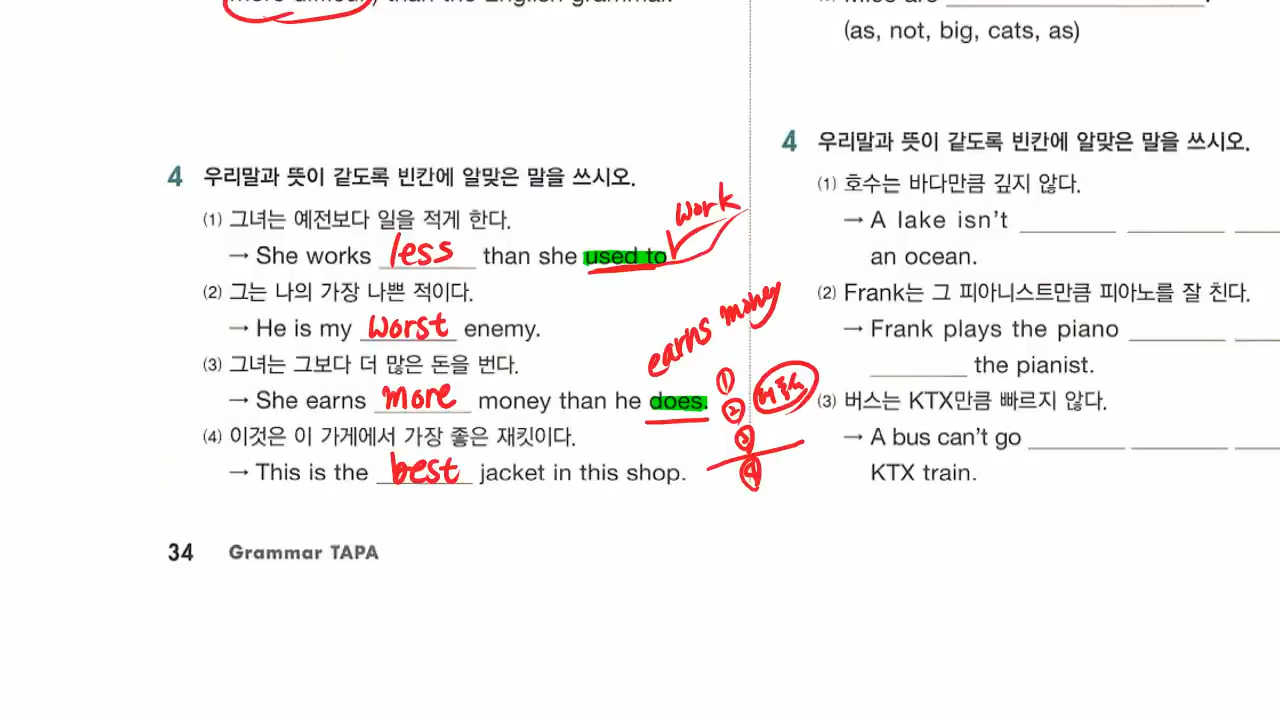 more difficult) than the English grammar.
4 우리말과 뜻이 같도록 빈칸에 알맞은 말을 쓰시오.
(1) 그녀는 예전보다 일을 적게 한다.
work
→ She works less than she used to
(2) 그는 나의 가장 나쁜 적이다.
→ He is my worst enemy.
earns money
(3) 그녀는 그보다 더 많은 돈을 번다.
→ She earns more money than he does.
① 
②
③
④
(4) 이것은 이 가게에서 가장 좋은 재킷이다.
→ This is the best jacket in this shop.
34 Grammar TAPA
Mice are
(as, not, big, cats, as)
4 우리말과 뜻이 같도록 빈칸에 알맞은 말을 쓰시오.
(1) 호수는 바다만큼 깊지 않다.
→ A lake isn't
an ocean.
(2) Frank는 그 피아니스트만큼 피아노를 잘 친다.
→ Frank plays the piano
the pianist.
(3) 버스는 KTX만큼 빠르지 않다.
→ A bus can't go
KTX train.